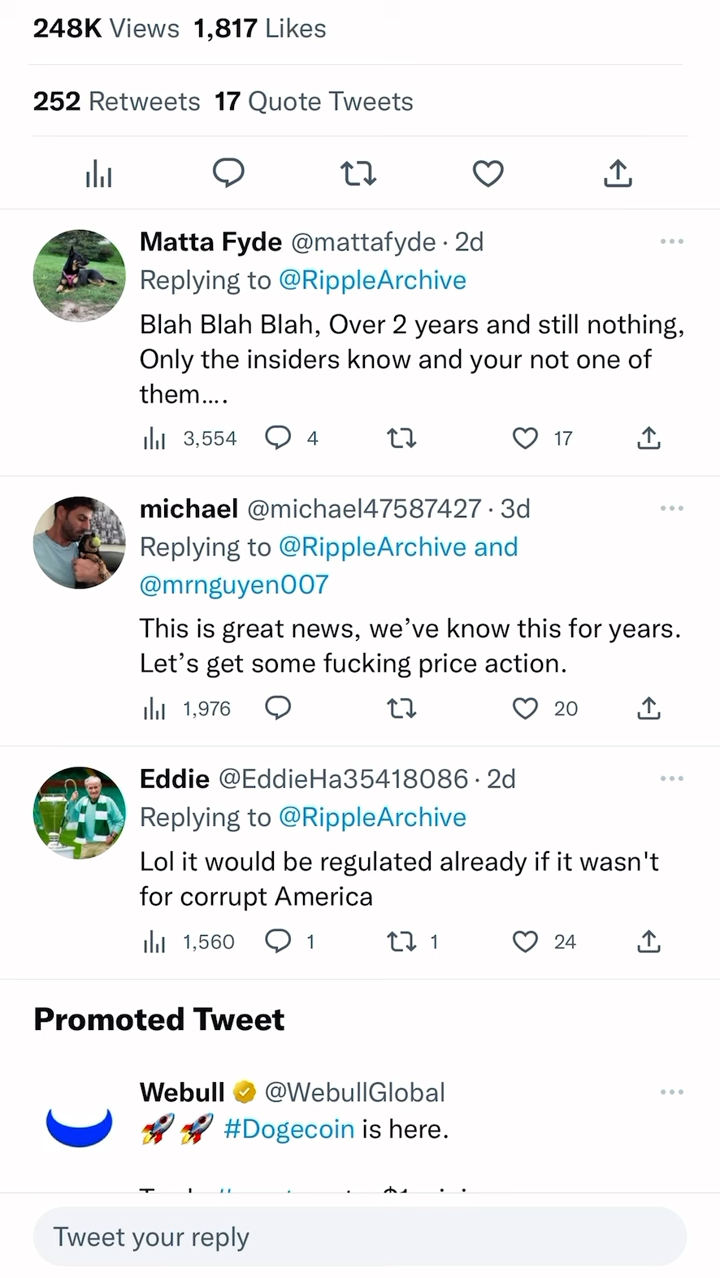 248K Views 1,817 Likes
252 Retweets 17 Quote Tweets
Matta Fyde @mattafyde · 2d
Replying to @RippleArchive
Blah Blah Blah, Over 2 years and still nothing,
Only the insiders know and your not one of
them....
3,554 4 17
michael @michael47587427 · 3d
Replying to @RippleArchive and
@mrnguyen007
This is great news, we’ve know this for years.
Let’s get some fucking price action.
1,976 20
Eddie @EddieHa35418086 · 2d
Replying to @RippleArchive
Lol it would be regulated already if it wasn't
for corrupt America
1,560 1 1 24
Promoted Tweet
Webull @WebullGlobal
🚀 🚀 #Dogecoin is here.
Tweet your reply